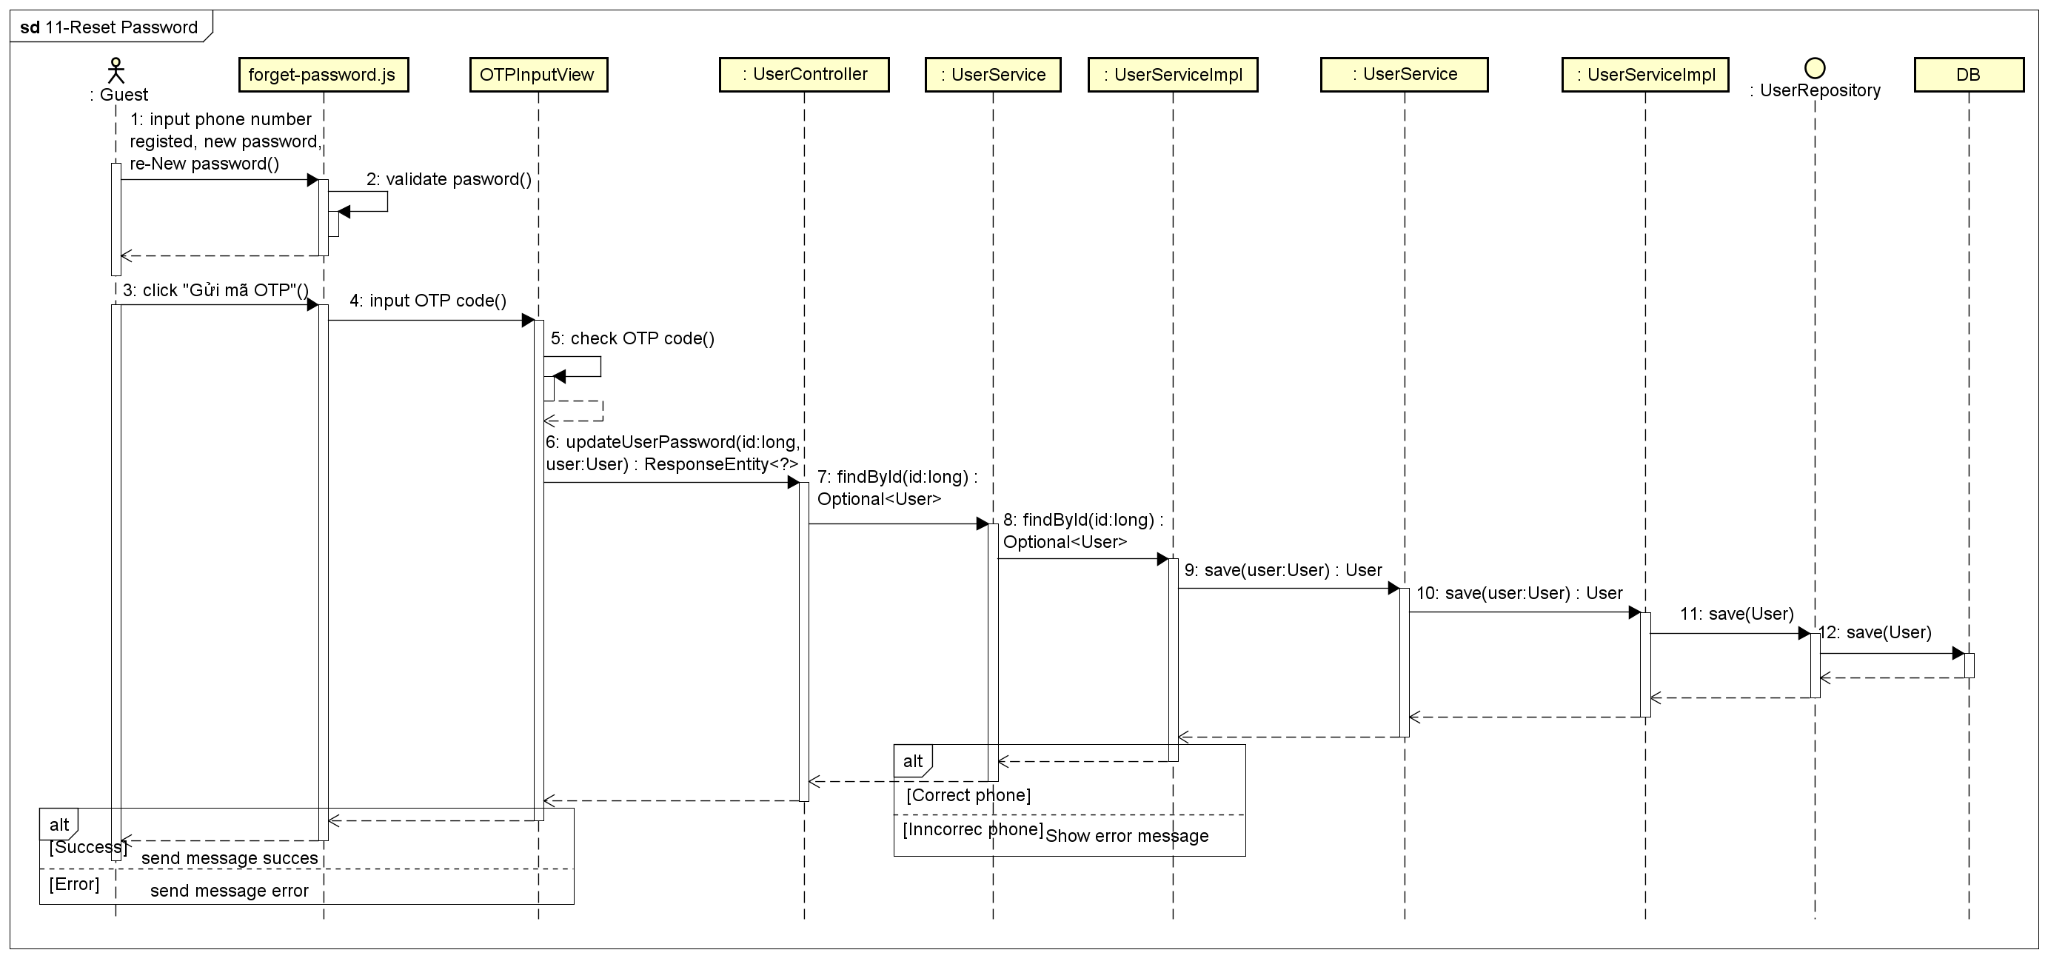 sd 11-Reset Password
: Guest
forget-password.js
OTPInputView
: UserController
: UserService
: UserServiceImpl
: UserService
: UserServiceImpl
: UserRepository
DB
1: input phone number
registed, new password,
re-New password()
2: validate pasword()
3: click "Gửi mã OTP"()
4: input OTP code()
5: check OTP code()
6: updateUserPassword(id:long,
user:User) : ResponseEntity<?>
7: findById(id:long) :
Optional<User>
8: findById(id:long) :
Optional<User>
9: save(user:User) : User
10: save(user:User) : User
11: save(User)
12: save(User)
alt
[Correct phone]
[Inncorrec phone]
Show error message
alt
[Success]
send message succes
[Error]
send message error